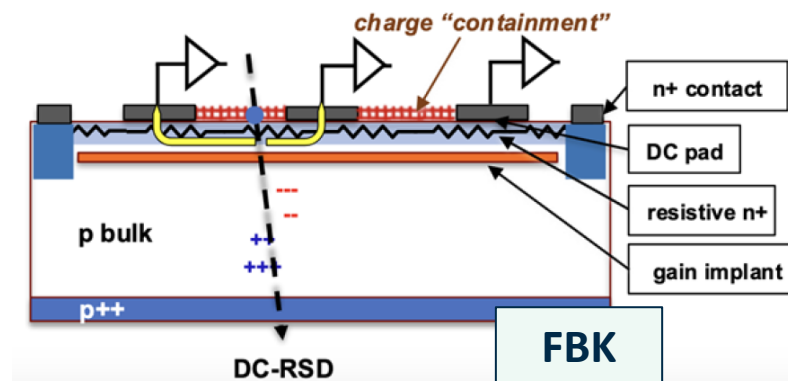 charge “containment”
n+ contact
DC pad
resistive n+
gain implant
---
--
p bulk
++
+++
p++
FBK
DC-RSD